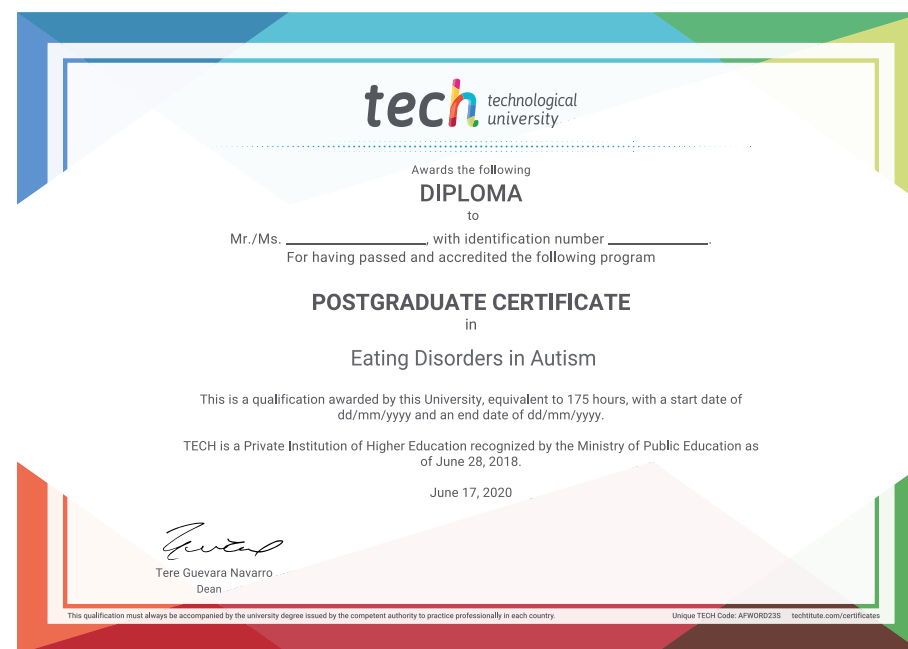 tech technological
university
Awards the following
DIPLOMA
to
Mr./Ms. ____________________, with identification number ______________.
For having passed and accredited the following program
POSTGRADUATE CERTIFICATE
in
Eating Disorders in Autism
This is a qualification awarded by this University, equivalent to 175 hours, with a start date of
dd/mm/yyyy and an end date of dd/mm/yyyy.
TECH is a Private Institution of Higher Education recognized by the Ministry of Public Education as
of June 28, 2018.
June 17, 2020
Tere Guevara Navarro
Dean
This qualification must always be accompanied by the university degree issued by the competent authority to practice professionally in each country. Unique TECH Code: AFWORD23S techtitute.com/certificates